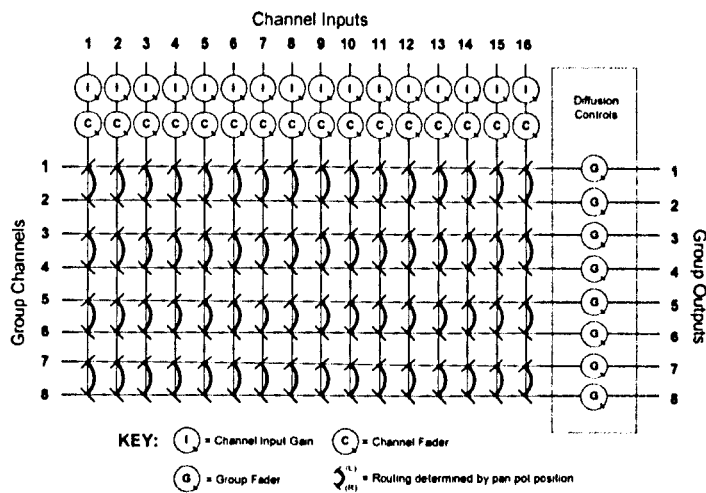 Channel Inputs
1 2 3 4 5 6 7 8 9 10 11 12 13 14 15 16
I I I I I I I I I I I I I I I I
Diffusion
Controls
C C C C C C C C C C C C C C C C
1 G 1
2 G 2
3 G 3
4 G 4
5 G 5
6 G 6
7 G 7
8 G 8
Group Channels
Group Outputs
KEY: I = Channel Input Gain C = Channel Fader
G = Group Fader (L) (R) = Routing determined by pan pot position